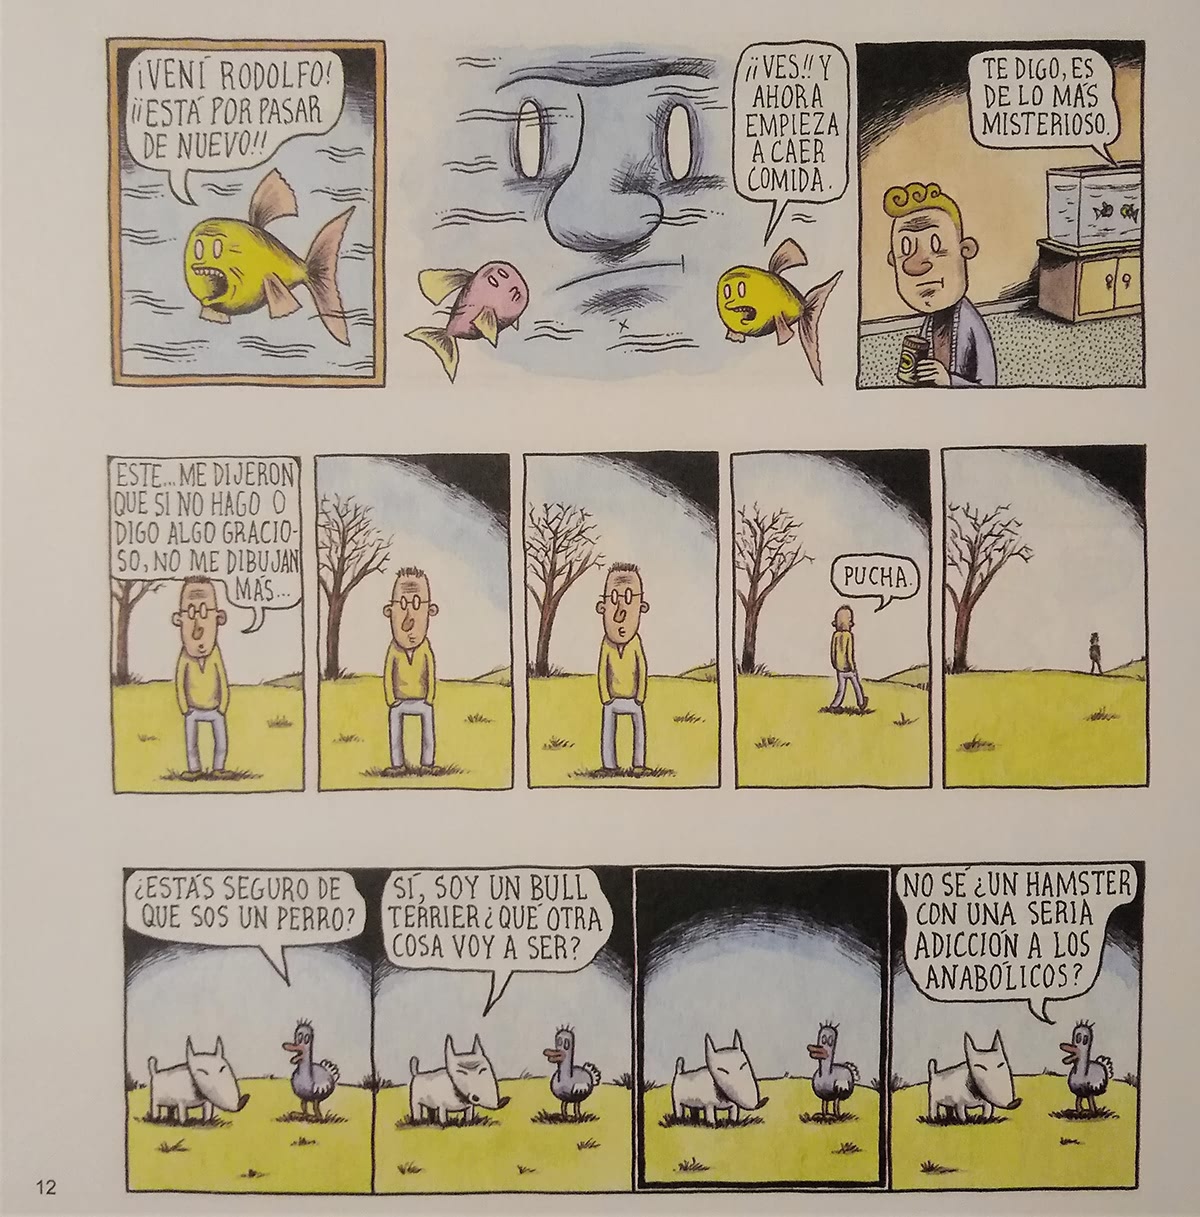 ¡VENÍ RODOLFO!
¡¡ESTÁ POR PASAR
DE NUEVO!!
¡¡VES!! Y
AHORA
EMPIEZA
A CAER
COMIDA.
TE DIGO, ES
DE LO MÁS
MISTERIOSO.
ESTE... ME DIJERON
QUE SI NO HAGO O
DIGO ALGO GRACIO-
SO, NO ME DIBUJAN
MÁS...
PUCHA.
¿ESTÁS SEGURO DE
QUE SOS UN PERRO?
SÍ, SOY UN BULL
TERRIER ¿QUÉ OTRA
COSA VOY A SER?
NO SÉ ¿UN HAMSTER
CON UNA SERIA
ADICCIÓN A LOS
ANABÓLICOS?
12